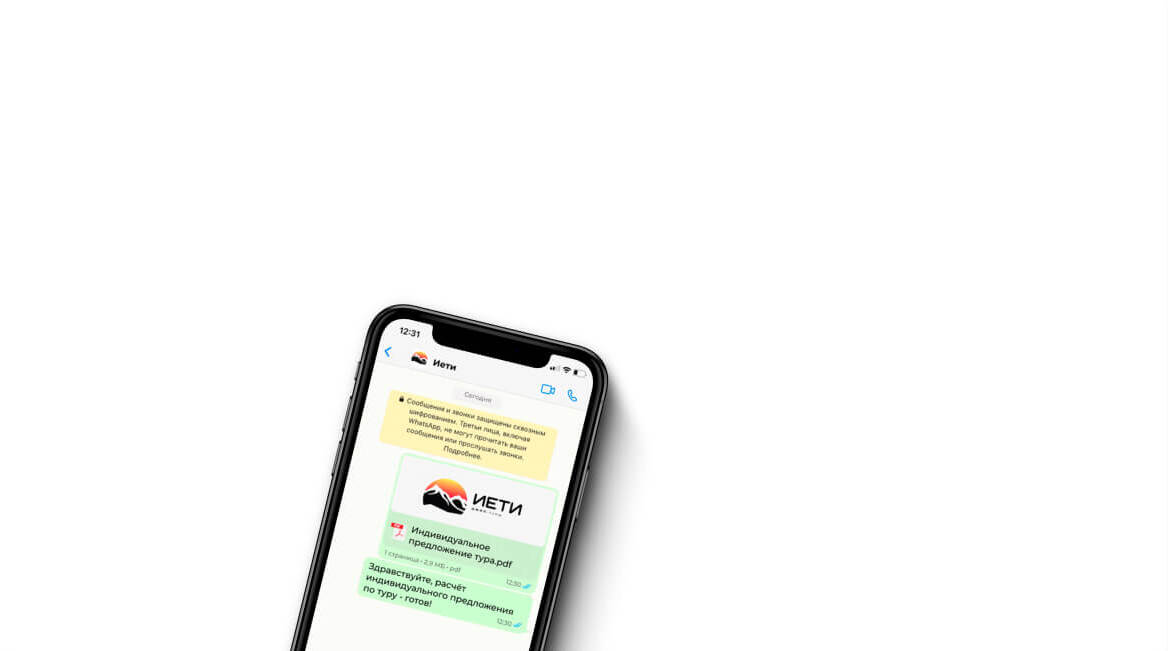 12:31
Иети
Сегодня
Сообщения и звонки защищены сквозным
шифрованием. Третьи лица, включая
WhatsApp, не могут прочитать ваши
сообщения или прослушать звонки.
Подробнее.
ИЕТИ
PDF
Индивидуальное
предложение тура.pdf
1 страница • 2,9 МБ • pdf
12:30
Здравствуйте, расчёт
индивидуального предложения
по туру - готов!
12:30